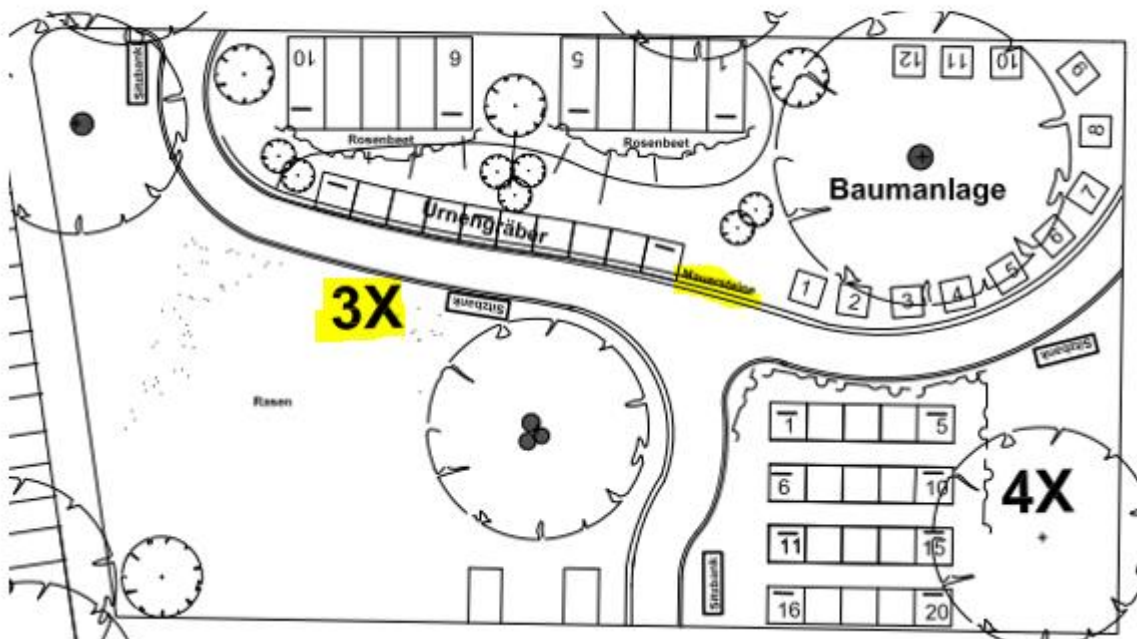 Sitzbank
10
6
5
1
Rosenbeet
Rosenbeet
12
11
10
9
8
7
6
5
4
3
2
1
Baumanlage
Urnengräber
Mauersteine
3X
Sitzbank
Sitzbank
Rasen
1
5
6
10
4X
11
15
Sitzbank
16
20